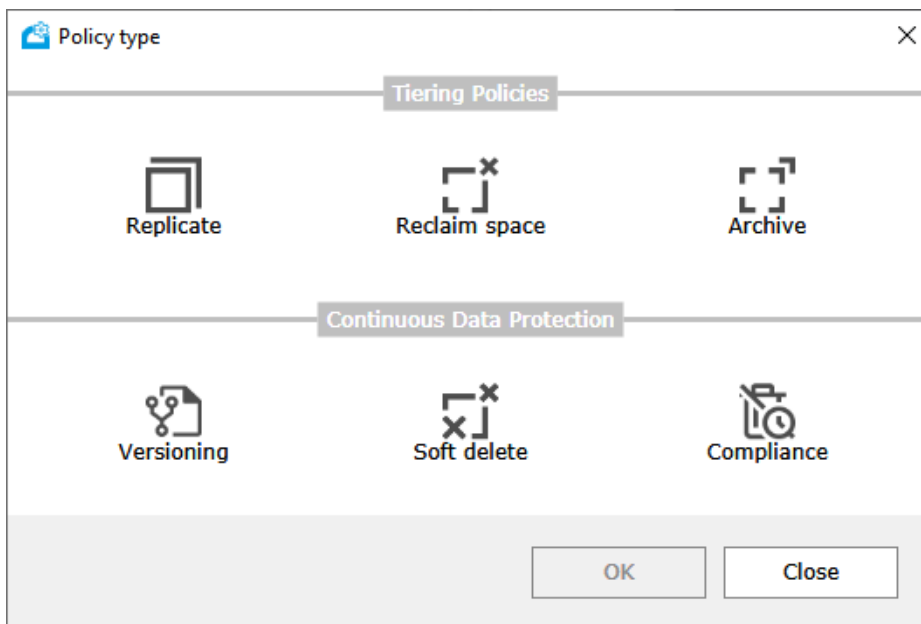 Policy type
Tiering Policies
Replicate
Reclaim space
Archive
Continuous Data Protection
Versioning
Soft delete
Compliance
OK
Close